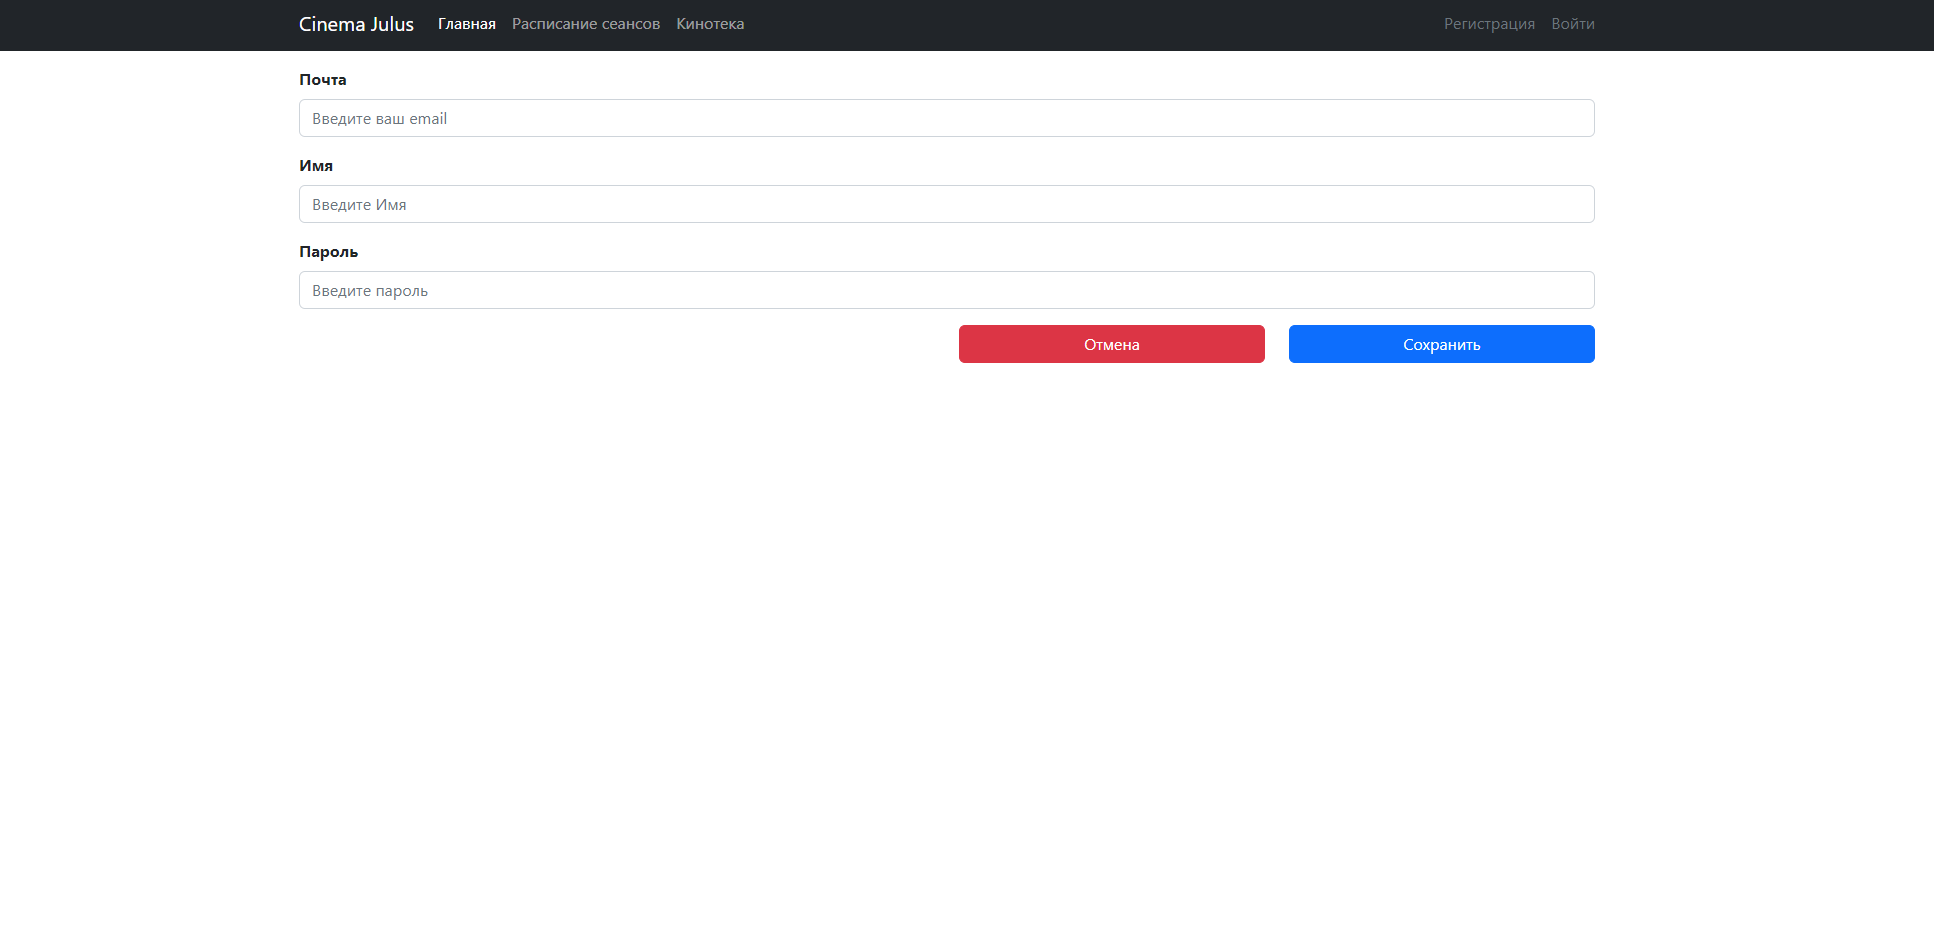 Cinema Julus Главная Расписание сеансов Кинотека Регистрация Войти
Почта
Введите ваш email
Имя
Введите Имя
Пароль
Введите пароль
Отмена Сохранить